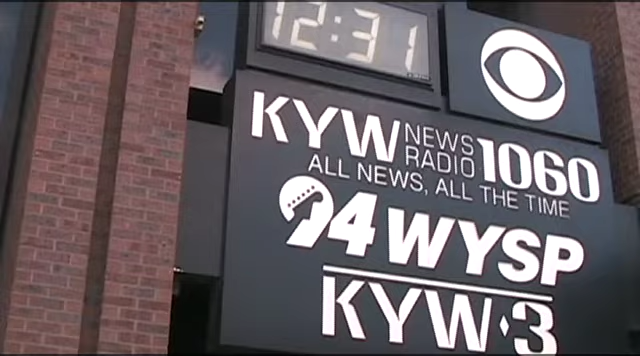 12:31
KYW NEWS RADIO 1060
ALL NEWS, ALL THE TIME
94 WYSP
KYW·3